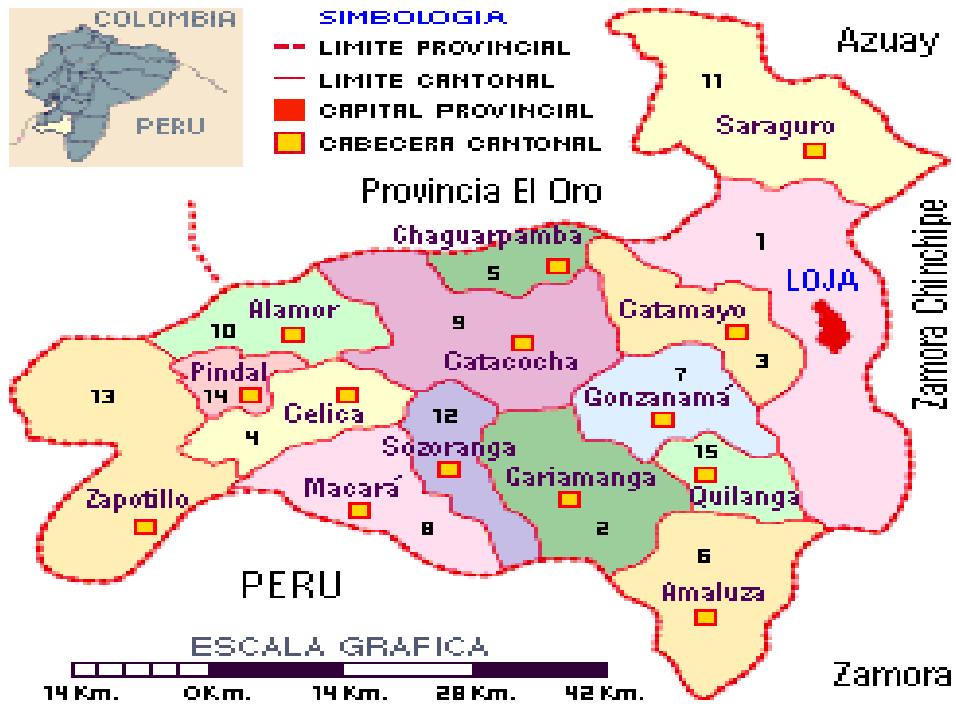 COLOMBIA
PERU
SIMBOLOGIA
LIMITE PROVINCIAL
LIMITE CANTONAL
CAPITAL PROVINCIAL
CABECERA CANTONAL
Azuay
11
Saraguro
Provincia El Oro
Zamora Chinchipe
Chaguarpamba
5
1
LOJA
Alamor
10
9
Catacocha
Catamayo
3
Pindal
14
13
Celica
4
12
Sozoranga
7
Gonzanamá
15
Quilanga
Cariamanga
2
Zapotillo
Macará
8
6
Amaluza
PERU
Zamora
ESCALA GRAFICA
14 Km. 0Km. 14 Km. 28 Km. 42 Km.